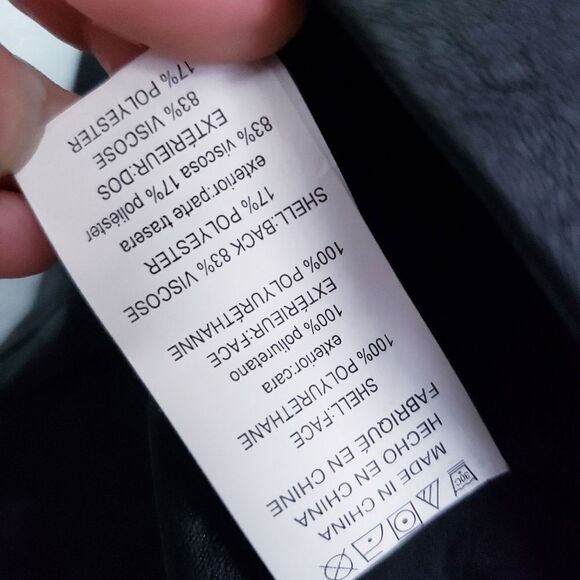 30C
MADE IN CHINA
HECHO EN CHINA
FABRIQUÉ EN CHINE
SHELL:FACE
100% POLYURETHANE
exterior:cara
100% poliuretano
EXTÉRIEUR:FACE
100% POLYURÉTHANNE
SHELL-BACK 83% VISCOSE
17% POLYESTER
exterior:parte trasera
83% viscosa 17% poliéster
EXTÉRIEUR:DOS
83% VISCOSE
17% POLYESTER